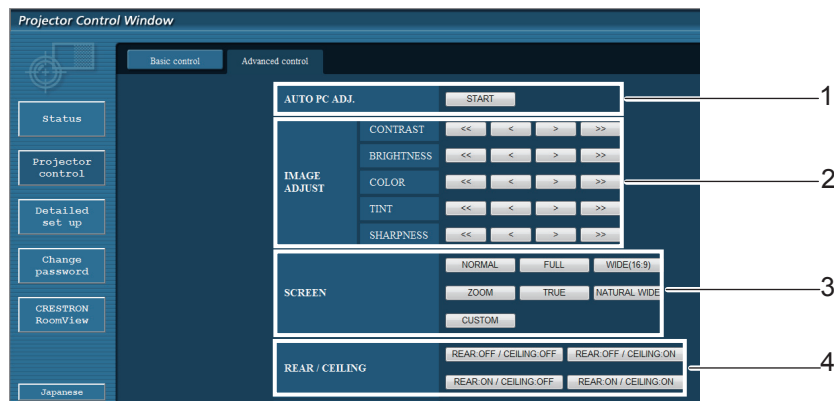 Projector Control Window
Basic control
Advanced control
Status
Projector control
Detailed set up
Change password
CRESTRON RoomView
Japanese
AUTO PC ADJ.
START
1
IMAGE ADJUST
CONTRAST << < > >>
BRIGHTNESS << < > >>
COLOR << < > >>
TINT << < > >>
SHARPNESS << < > >>
2
SCREEN
NORMAL FULL WIDE(16:9)
ZOOM TRUE NATURAL WIDE
CUSTOM
3
REAR / CEILING
REAR:OFF / CEILING:OFF REAR:OFF / CEILING:ON
REAR:ON / CEILING:OFF REAR:ON / CEILING:ON
4